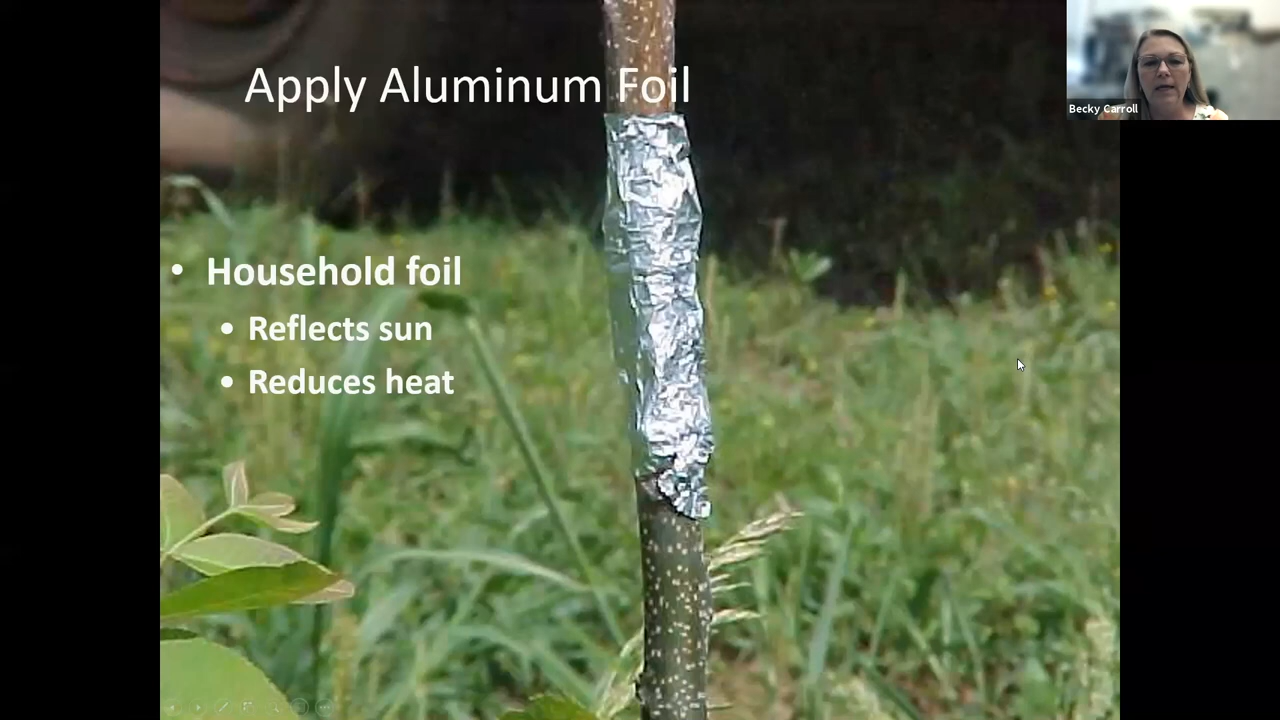 Apply Aluminum Foil
Becky Carroll
• Household foil
• Reflects sun
• Reduces heat